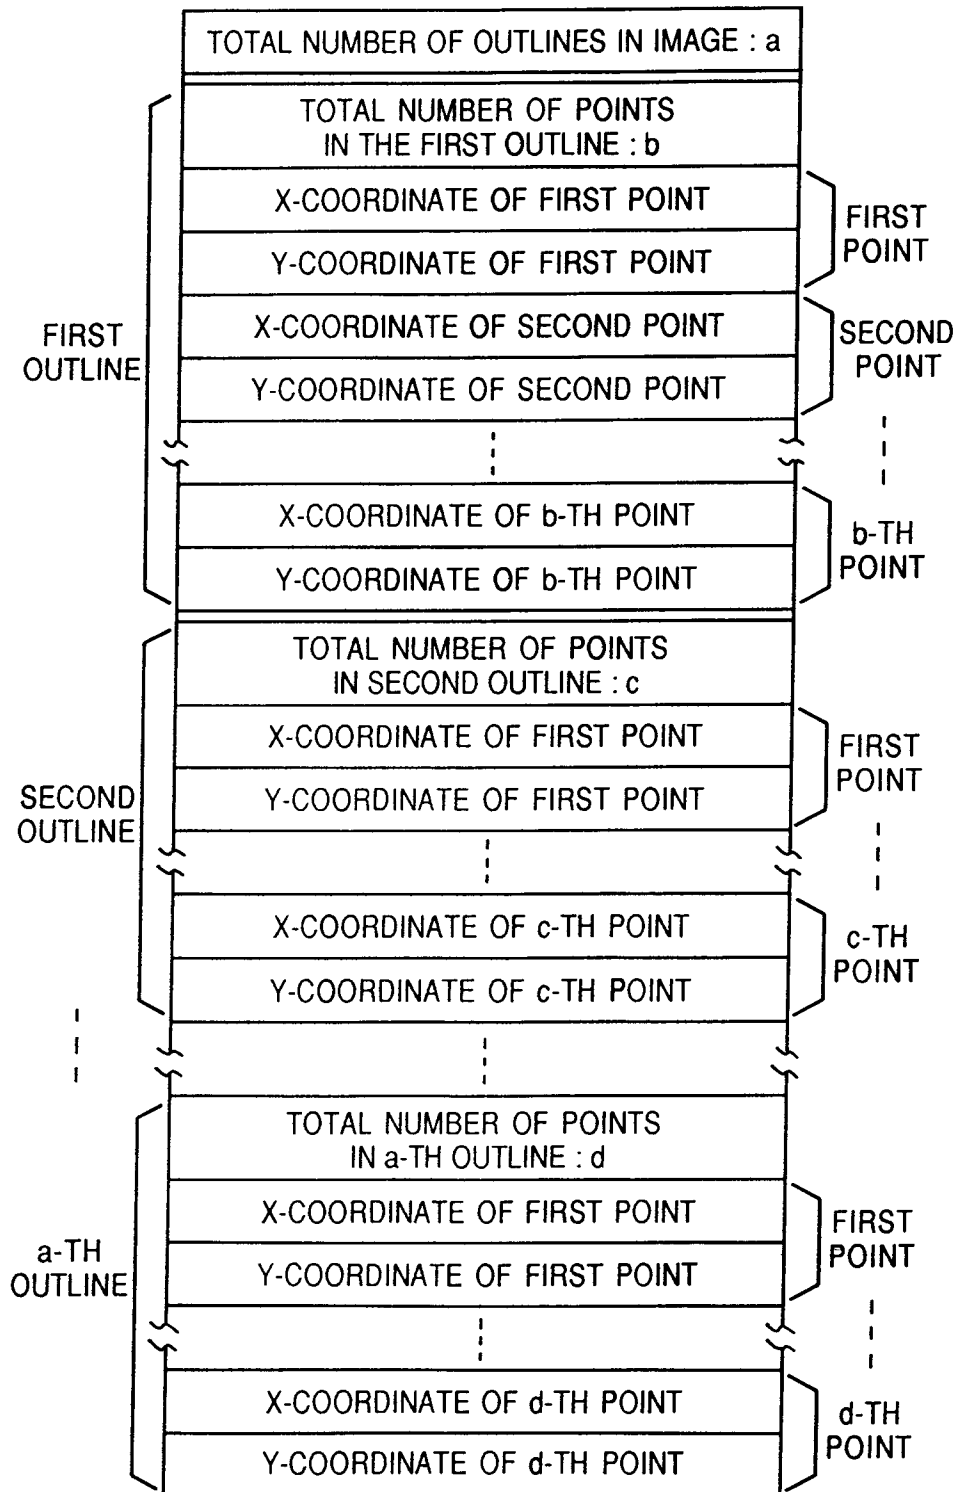 TOTAL NUMBER OF OUTLINES IN IMAGE : a
TOTAL NUMBER OF POINTS
IN THE FIRST OUTLINE : b
X-COORDINATE OF FIRST POINT
Y-COORDINATE OF FIRST POINT
FIRST
POINT
X-COORDINATE OF SECOND POINT
Y-COORDINATE OF SECOND POINT
SECOND
POINT
FIRST
OUTLINE
X-COORDINATE OF b-TH POINT
Y-COORDINATE OF b-TH POINT
b-TH
POINT
TOTAL NUMBER OF POINTS
IN SECOND OUTLINE : c
X-COORDINATE OF FIRST POINT
Y-COORDINATE OF FIRST POINT
FIRST
POINT
SECOND
OUTLINE
X-COORDINATE OF c-TH POINT
Y-COORDINATE OF c-TH POINT
c-TH
POINT
TOTAL NUMBER OF POINTS
IN a-TH OUTLINE : d
X-COORDINATE OF FIRST POINT
Y-COORDINATE OF FIRST POINT
FIRST
POINT
a-TH
OUTLINE
X-COORDINATE OF d-TH POINT
Y-COORDINATE OF d-TH POINT
d-TH
POINT